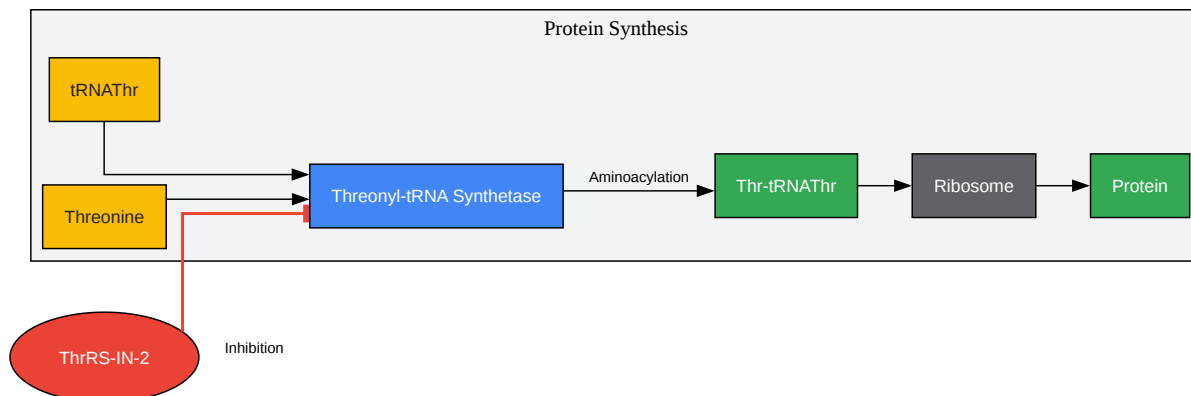 Protein Synthesis
tRNAThr
Threonine
Threonyl-tRNA Synthetase
Aminoacylation
Thr-tRNAThr
Ribosome
Protein
ThrRS-IN-2
Inhibition